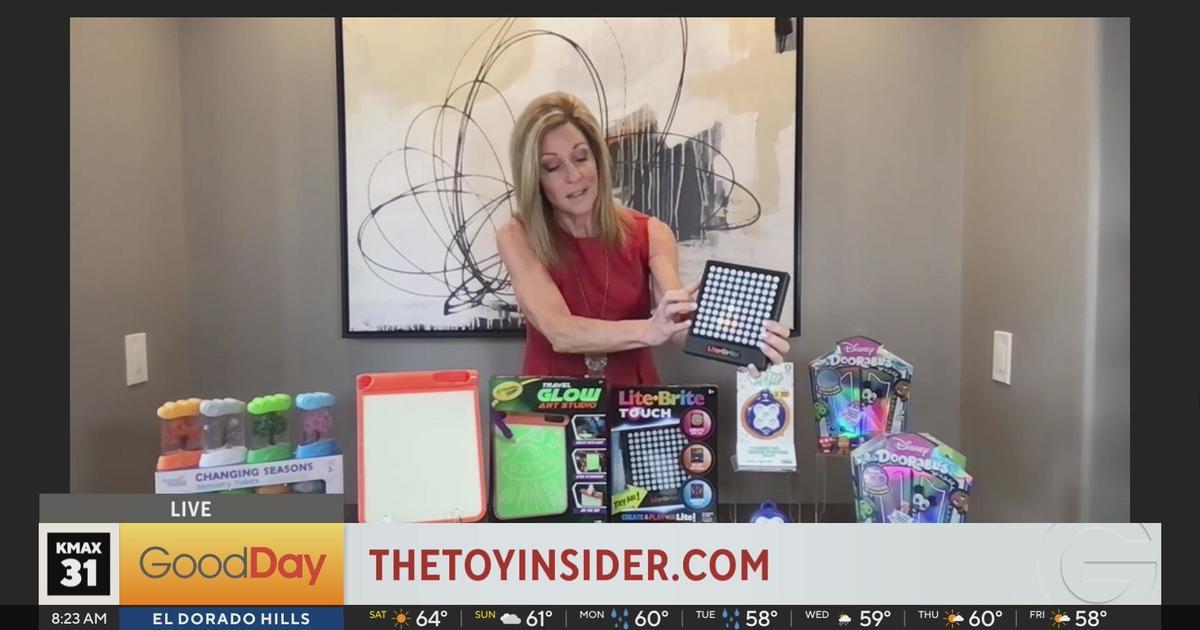 Lite-Brite
Disney
DOORABLES
Crayola
TRAVEL
GLOW
ART STUDIO
Lite-Brite
TOUCH
TRY ME!
Lite-Brite
CREATE & PLAY WITH Lite!
CHANGING SEASONS
Sensory Tubes
Disney
DOORABLES
LIVE
KMAX
31
GoodDay
THETOYINSIDER.COM
G
8:23 AM
EL DORADO HILLS
SAT 64° | SUN 61° | MON 60° | TUE 58° | WED 59° | THU 60° | FRI 58°